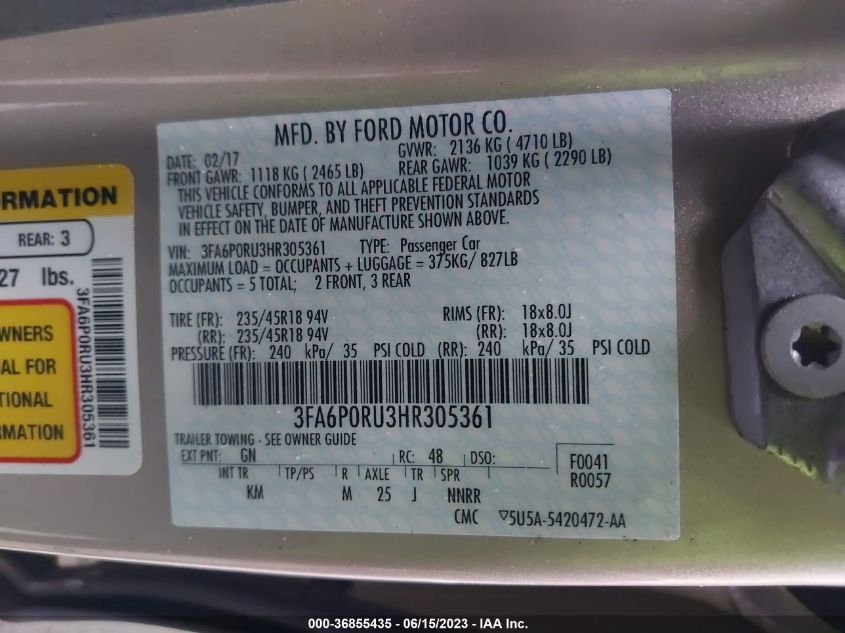 MFD. BY FORD MOTOR CO.
DATE: 02/17 GVWR: 2136 KG ( 4710 LB)
FRONT GAWR: 1118 KG ( 2465 LB) REAR GAWR: 1039 KG ( 2290 LB)
THIS VEHICLE CONFORMS TO ALL APPLICABLE FEDERAL MOTOR
VEHICLE SAFETY, BUMPER, AND THEFT PREVENTION STANDARDS
IN EFFECT ON THE DATE OF MANUFACTURE SHOWN ABOVE.
VIN: 3FA6P0RU3HR305361 TYPE: Passenger Car
MAXIMUM LOAD = OCCUPANTS + LUGGAGE = 375KG/ 827LB
OCCUPANTS = 5 TOTAL; 2 FRONT, 3 REAR
TIRE (FR): 235/45R18 94V RIMS (FR): 18x8.0J
(RR): 235/45R18 94V (RR): 18x8.0J
PRESSURE (FR): 240 kPa/ 35 PSI COLD (RR): 240 kPa/ 35 PSI COLD
3FA6P0RU3HR305361
TRAILER TOWING - SEE OWNER GUIDE
EXT PNT: GN RC: 48 DSO: F0041
R0057
INT TR TP/PS R AXLE TR SPR
KM M 25 J NNRR
CMC ▽5U5A-5420472-AA
ORMATION
REAR: 3
27 lbs.
WNERS
AL FOR
TIONAL
RMATION
3FA6P0RU3HR305361
000-36855435 - 06/15/2023 - IAA Inc.